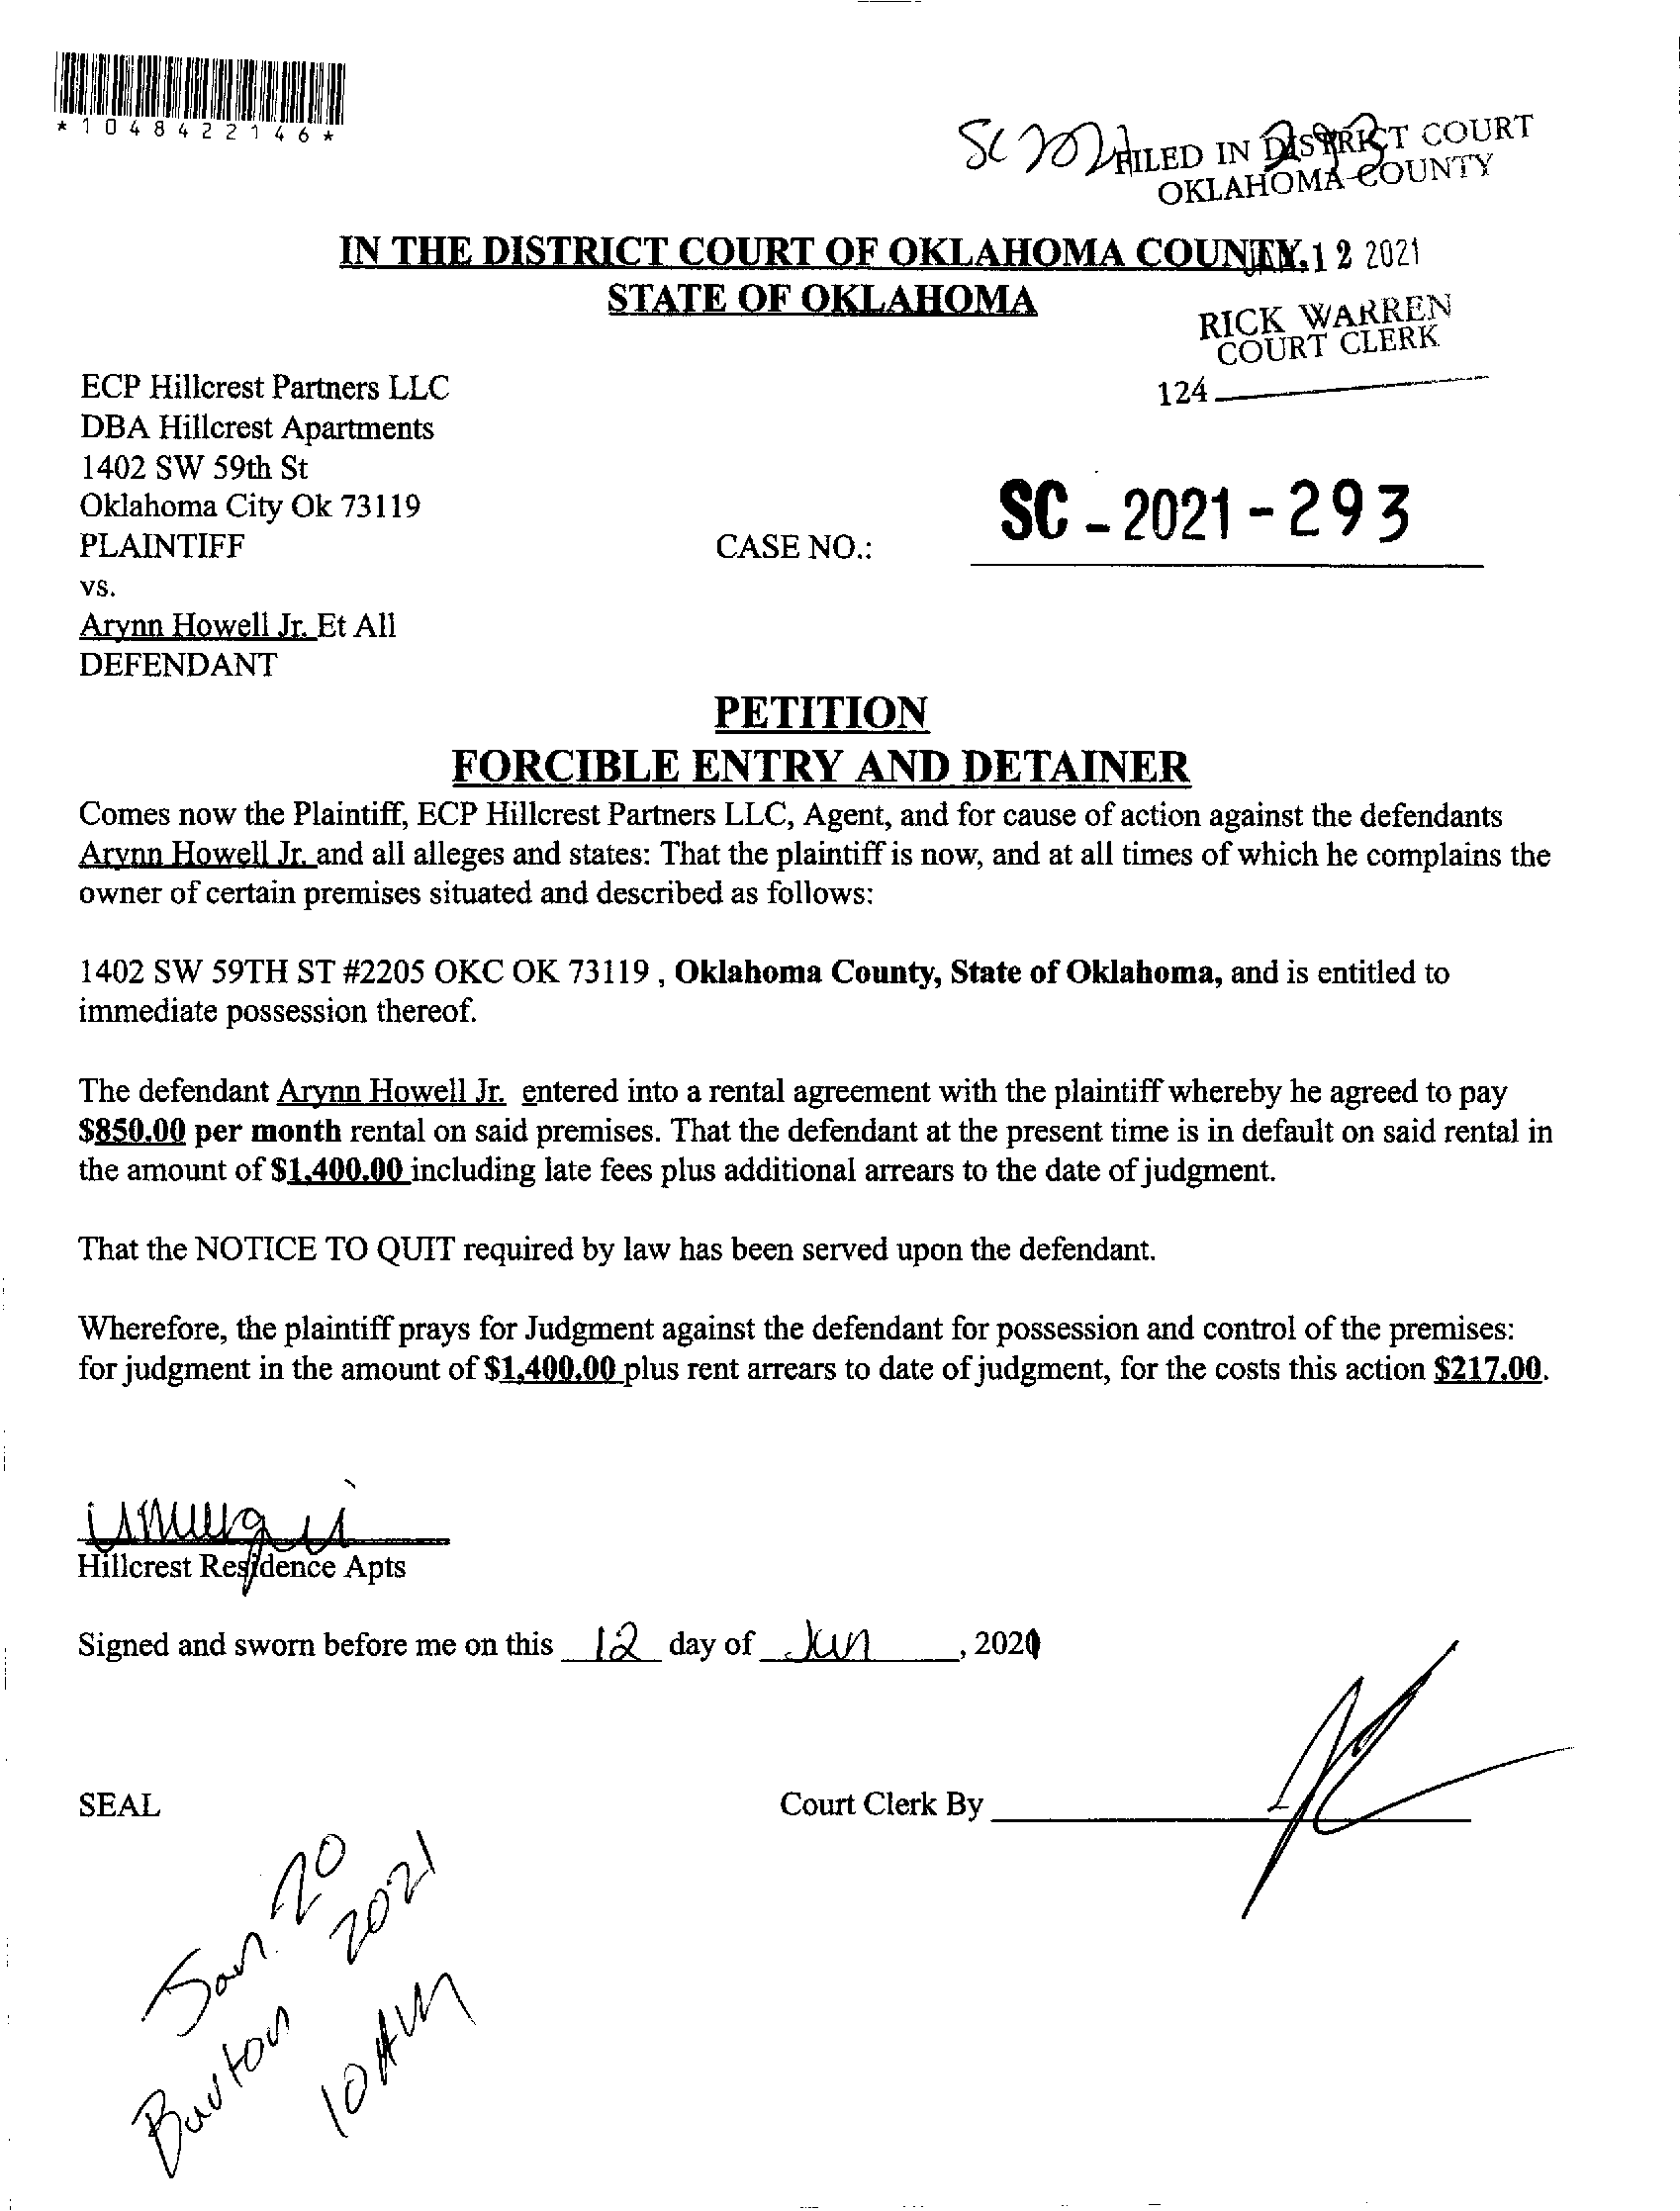 *1048422146*
SC 2021 293
FILED IN DISTRICT COURT
OKLAHOMA COUNTY
IN THE DISTRICT COURT OF OKLAHOMA COUNTY,
JAN 12 2021
STATE OF OKLAHOMA
RICK WARREN
COURT CLERK
124
ECP Hillcrest Partners LLC
DBA Hillcrest Apartments
1402 SW 59th St
Oklahoma City Ok 73119
PLAINTIFF
CASE NO.: SC - 2021 - 293
vs.
Arynn Howell Jr. Et All
DEFENDANT
PETITION
FORCIBLE ENTRY AND DETAINER
Comes now the Plaintiff, ECP Hillcrest Partners LLC, Agent, and for cause of action against the defendants
Arynn Howell Jr. and all alleges and states: That the plaintiff is now, and at all times of which he complains the
owner of certain premises situated and described as follows:
1402 SW 59TH ST #2205 OKC OK 73119 , Oklahoma County, State of Oklahoma, and is entitled to
immediate possession thereof.
The defendant Arynn Howell Jr. entered into a rental agreement with the plaintiff whereby he agreed to pay
$850.00 per month rental on said premises. That the defendant at the present time is in default on said rental in
the amount of $1,400.00 including late fees plus additional arrears to the date of judgment.
That the NOTICE TO QUIT required by law has been served upon the defendant.
Wherefore, the plaintiff prays for Judgment against the defendant for possession and control of the premises:
for judgment in the amount of $1,400.00 plus rent arrears to date of judgment, for the costs this action $217.00.
Hillcrest Residence Apts
Signed and sworn before me on this 12 day of Jan , 2021
SEAL
Court Clerk By
Jan. 20
2021
Burton
10 AM